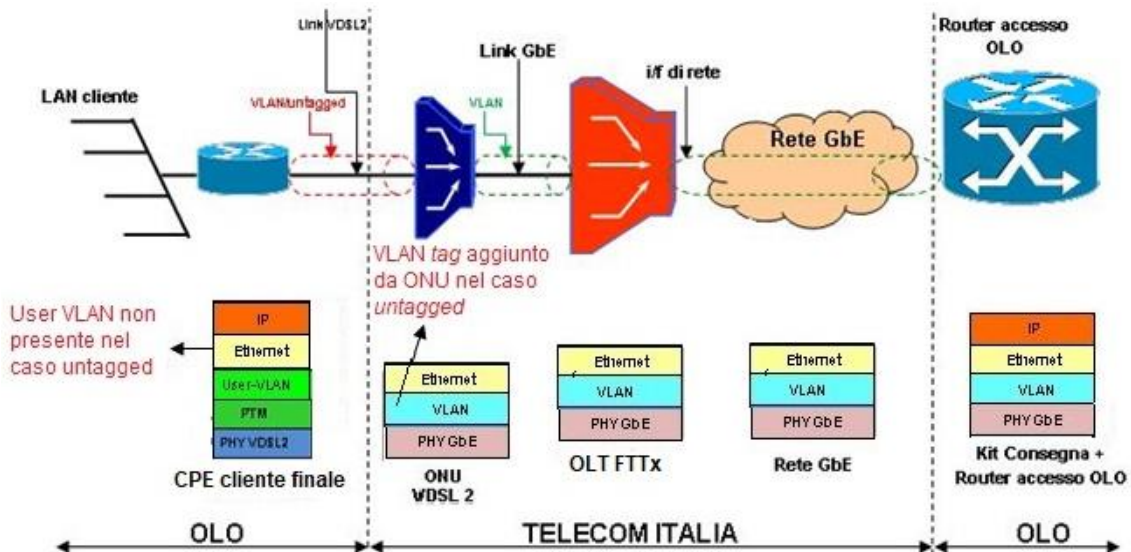 Link VDSL2
Router accesso
OLO
Link GbE
i/f di rete
LAN cliente
VLAN/untagged
VLAN
Rete GbE
VLAN tag aggiunto
da ONU nel caso
untagged
User VLAN non
presente nel
caso untagged
IP
Ethernet
User-VLAN
PTM
PHY VDSL2
CPE cliente finale
Ethernet
VLAN
PHY GbE
ONU
VDSL 2
Ethernet
VLAN
PHY GbE
OLT FTTx
Ethernet
VLAN
PHY GbE
Rete GbE
IP
Ethernet
VLAN
PHY GbE
Kit Consegna +
Router accesso OLO
OLO
TELECOM ITALIA
OLO